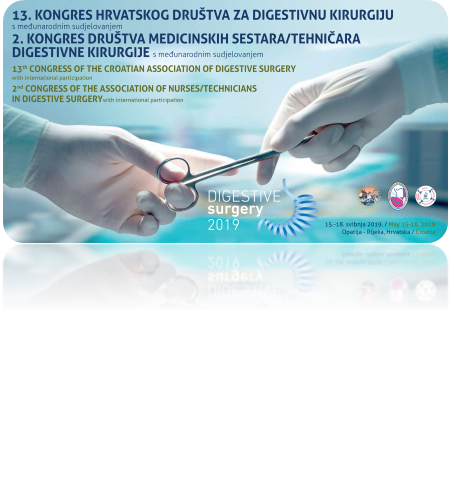 13. KONGRES HRVATSKOG DRUŠTVA ZA DIGESTIVNU KIRURGIJU
s međunarodnim sudjelovanjem
2. KONGRES DRUŠTVA MEDICINSKIH SESTARA/TEHNIČARA
DIGESTIVNE KIRURGIJE s međunarodnim sudjelovanjem
13th CONGRESS OF THE CROATIAN ASSOCIATION OF DIGESTIVE SURGERY
with international participation
2nd CONGRESS OF THE ASSOCIATION OF NURSES/TECHNICIANS
IN DIGESTIVE SURGERY with international participation
DIGESTIVE
surgery
2019
15.-18. svibnja 2019. / May 15-18, 2019
Opatija - Rijeka, Hrvatska / Croatia